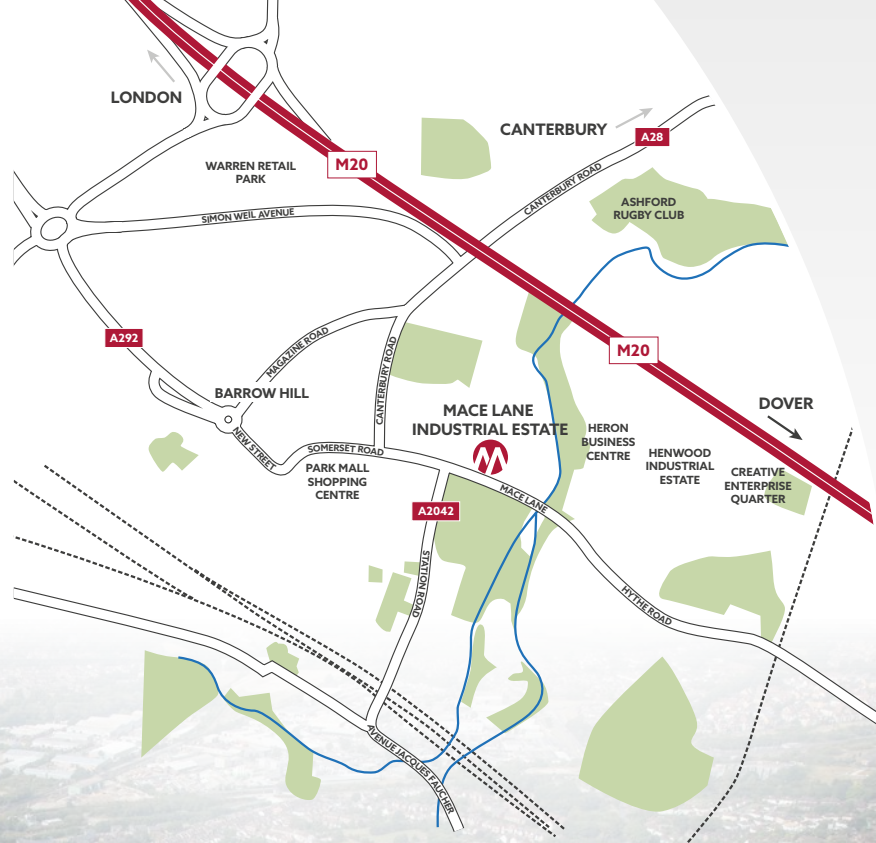 LONDON
CANTERBURY
A28
M20
WARREN RETAIL
PARK
CANTERBURY ROAD
ASHFORD
RUGBY CLUB
SIMON WEIL AVENUE
A292
MAGAZINE ROAD
M20
CANTERBURY ROAD
BARROW HILL
DOVER
MACE LANE
INDUSTRIAL ESTATE
HERON
BUSINESS
CENTRE
NEW STREET
SOMERSET ROAD
HENWOOD
INDUSTRIAL
ESTATE
PARK MALL
SHOPPING
CENTRE
CREATIVE
ENTERPRISE
QUARTER
MACE LANE
A2042
STATION ROAD
HYTHE ROAD
AVENUE JACQUES FAUCHER